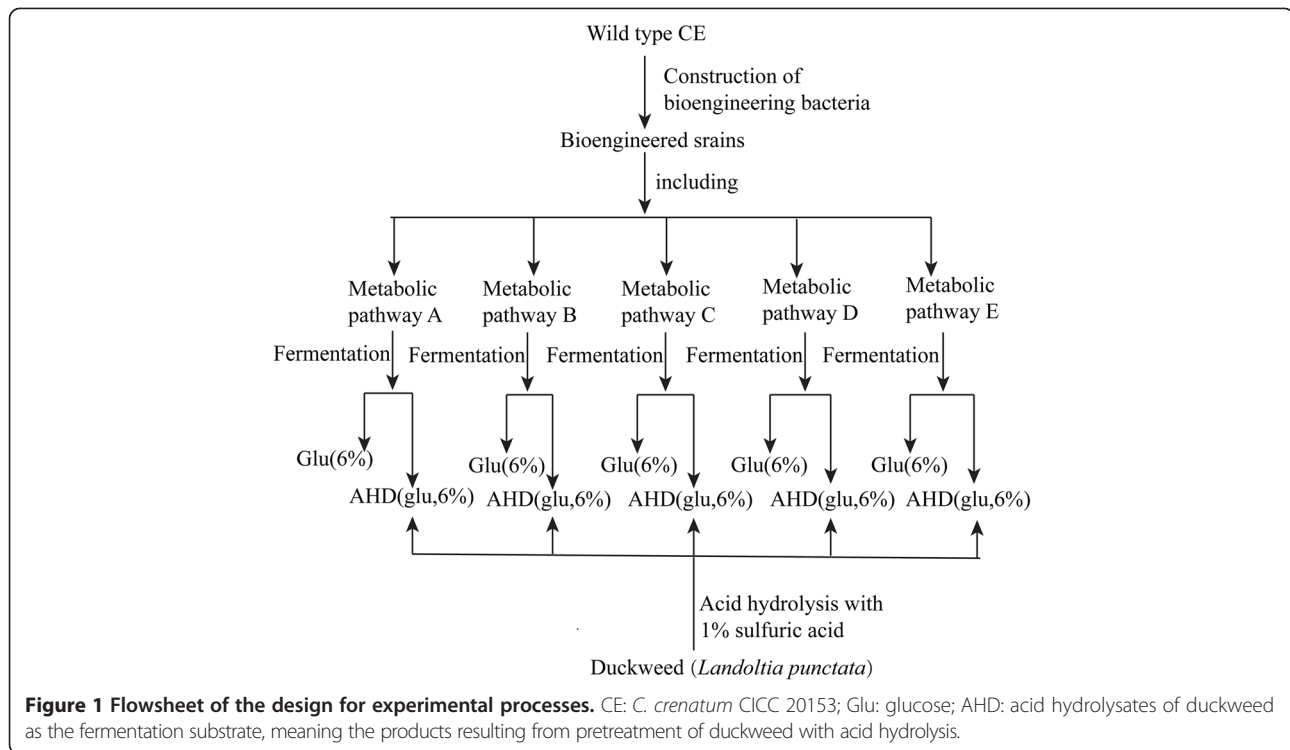 Wild type CE
Construction of
bioengineering bacteria
Bioengineered srains
including
Metabolic
pathway A
Metabolic
pathway B
Metabolic
pathway C
Metabolic
pathway D
Metabolic
pathway E
Fermentation
Fermentation
Fermentation
Fermentation
Fermentation
Glu(6%)
Glu(6%)
Glu(6%)
Glu(6%)
Glu(6%)
AHD(glu,6%)
AHD(glu,6%)
AHD(glu,6%)
AHD(glu,6%)
AHD(glu,6%)
Acid hydrolysis with
1% sulfuric acid
Duckweed (Landoltia punctata)
Figure 1 Flowsheet of the design for experimental processes. CE: C. crenatum CICC 20153; Glu: glucose; AHD: acid hydrolysates of duckweed
as the fermentation substrate, meaning the products resulting from pretreatment of duckweed with acid hydrolysis.